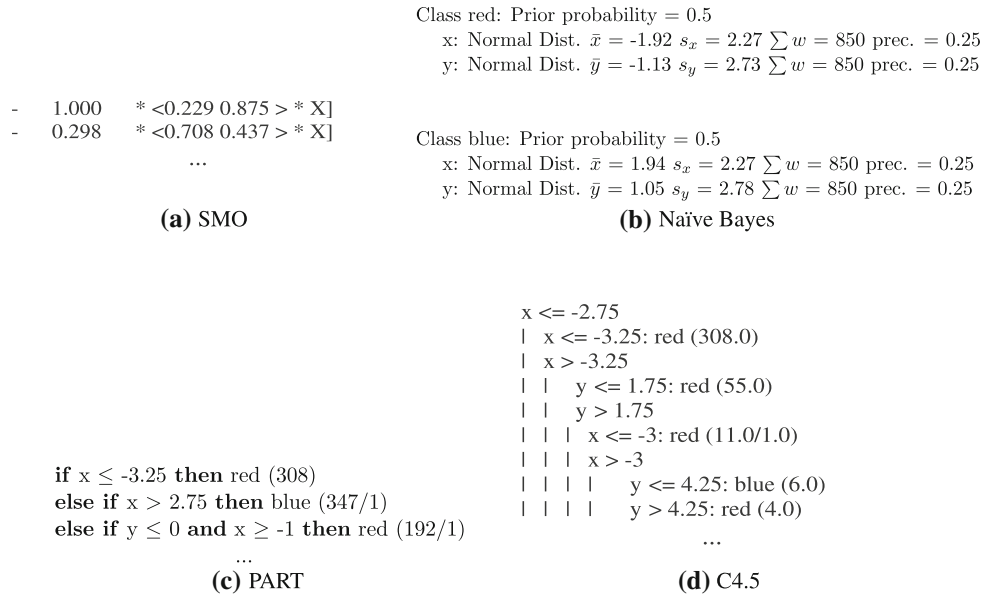 - 1.000 * <0.229 0.875 > * X]
- 0.298 * <0.708 0.437 > * X]
...
(a) SMO
Class red: Prior probability = 0.5
x: Normal Dist. x̄ = -1.92 sₓ = 2.27 ∑ w = 850 prec. = 0.25
y: Normal Dist. ȳ = -1.13 s_y = 2.73 ∑ w = 850 prec. = 0.25
Class blue: Prior probability = 0.5
x: Normal Dist. x̄ = 1.94 sₓ = 2.27 ∑ w = 850 prec. = 0.25
y: Normal Dist. ȳ = 1.05 s_y = 2.78 ∑ w = 850 prec. = 0.25
(b) Naïve Bayes
if x ≤ -3.25 then red (308)
else if x > 2.75 then blue (347/1)
else if y ≤ 0 and x ≥ -1 then red (192/1)
...
(c) PART
x <= -2.75
| x <= -3.25: red (308.0)
| x > -3.25
| | y <= 1.75: red (55.0)
| | y > 1.75
| | | x <= -3: red (11.0/1.0)
| | | x > -3
| | | | y <= 4.25: blue (6.0)
| | | | y > 4.25: red (4.0)
...
(d) C4.5